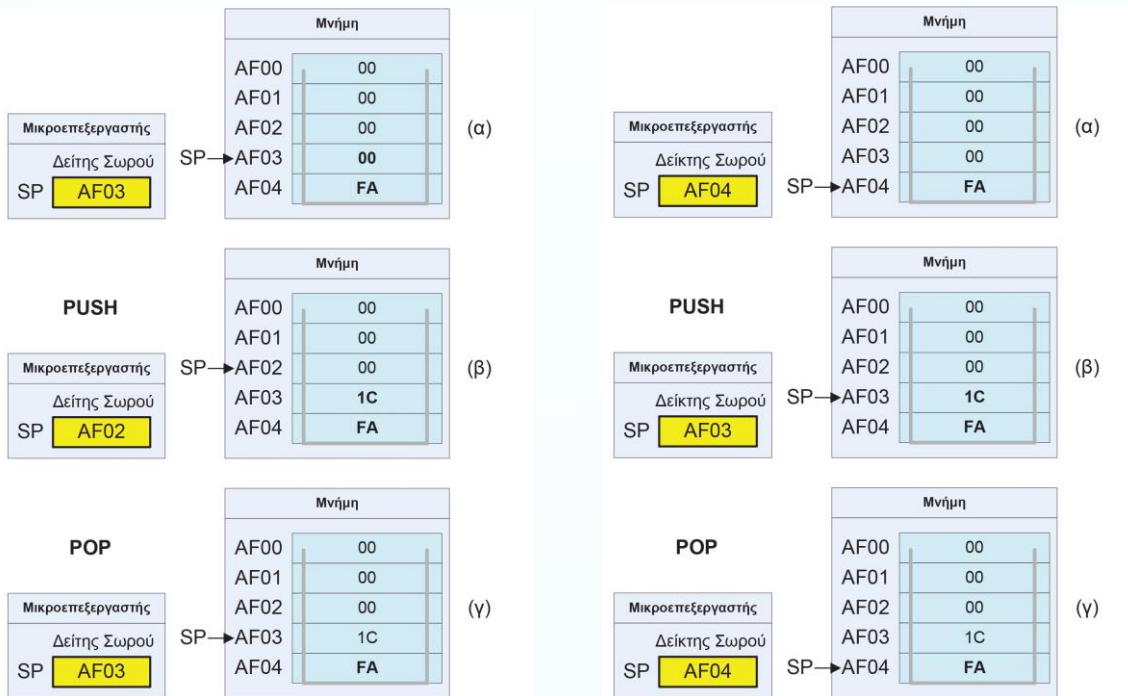 Μνήμη
AF00 00
AF01 00
AF02 00
SP AF03 00
AF04 FA
Μικροεπεξεργαστής
Δείτης Σωρού
SP AF03
(α)
PUSH
Μνήμη
AF00 00
AF01 00
SP AF02 00
AF03 1C
AF04 FA
Μικροεπεξεργαστής
Δείτης Σωρού
SP AF02
(β)
POP
Μνήμη
AF00 00
AF01 00
AF02 00
SP AF03 1C
AF04 FA
Μικροεπεξεργαστής
Δείτης Σωρού
SP AF03
(γ)
Μνήμη
AF00 00
AF01 00
AF02 00
AF03 00
SP AF04 FA
Μικροεπεξεργαστής
Δείκτης Σωρού
SP AF04
(α)
PUSH
Μνήμη
AF00 00
AF01 00
AF02 00
SP AF03 1C
AF04 FA
Μικροεπεξεργαστής
Δείκτης Σωρού
SP AF03
(β)
POP
Μνήμη
AF00 00
AF01 00
AF02 00
AF03 1C
SP AF04 FA
Μικροεπεξεργαστής
Δείκτης Σωρού
SP AF04
(γ)